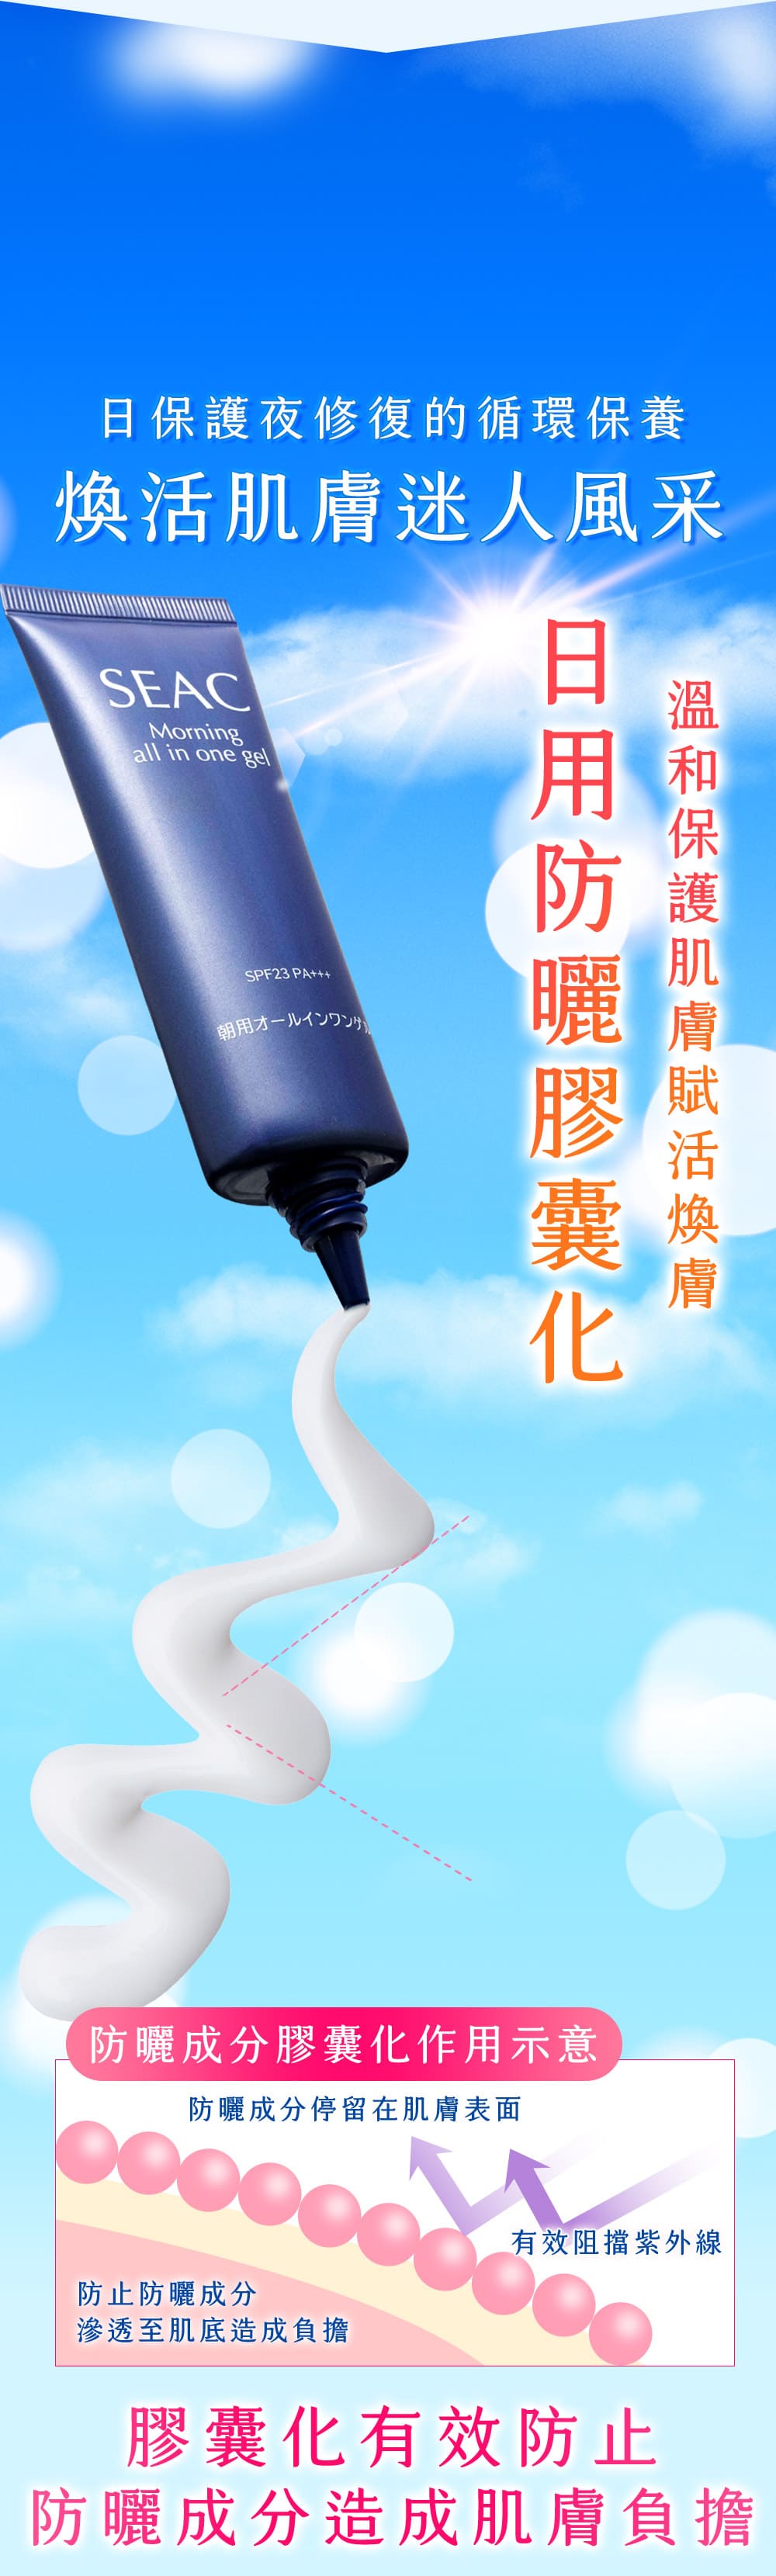 日保護夜修復的循環保養
煥活肌膚迷人風采
SEAC
Morning
all in one gel
SPF23 PA+++
朝用オールインワンゲル
溫和保護肌膚賦活煥膚
日用防曬膠囊化
防曬成分膠囊化作用示意
防曬成分停留在肌膚表面
有效阻擋紫外線
防止防曬成分
滲透至肌底造成負擔
膠囊化有效防止
防曬成分造成肌膚負擔